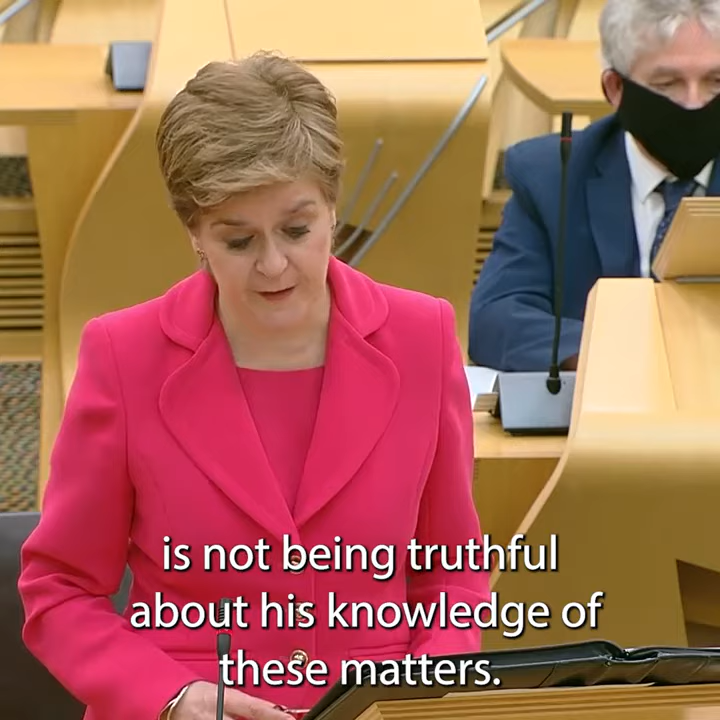 is not being truthful
about his knowledge of
these matters.